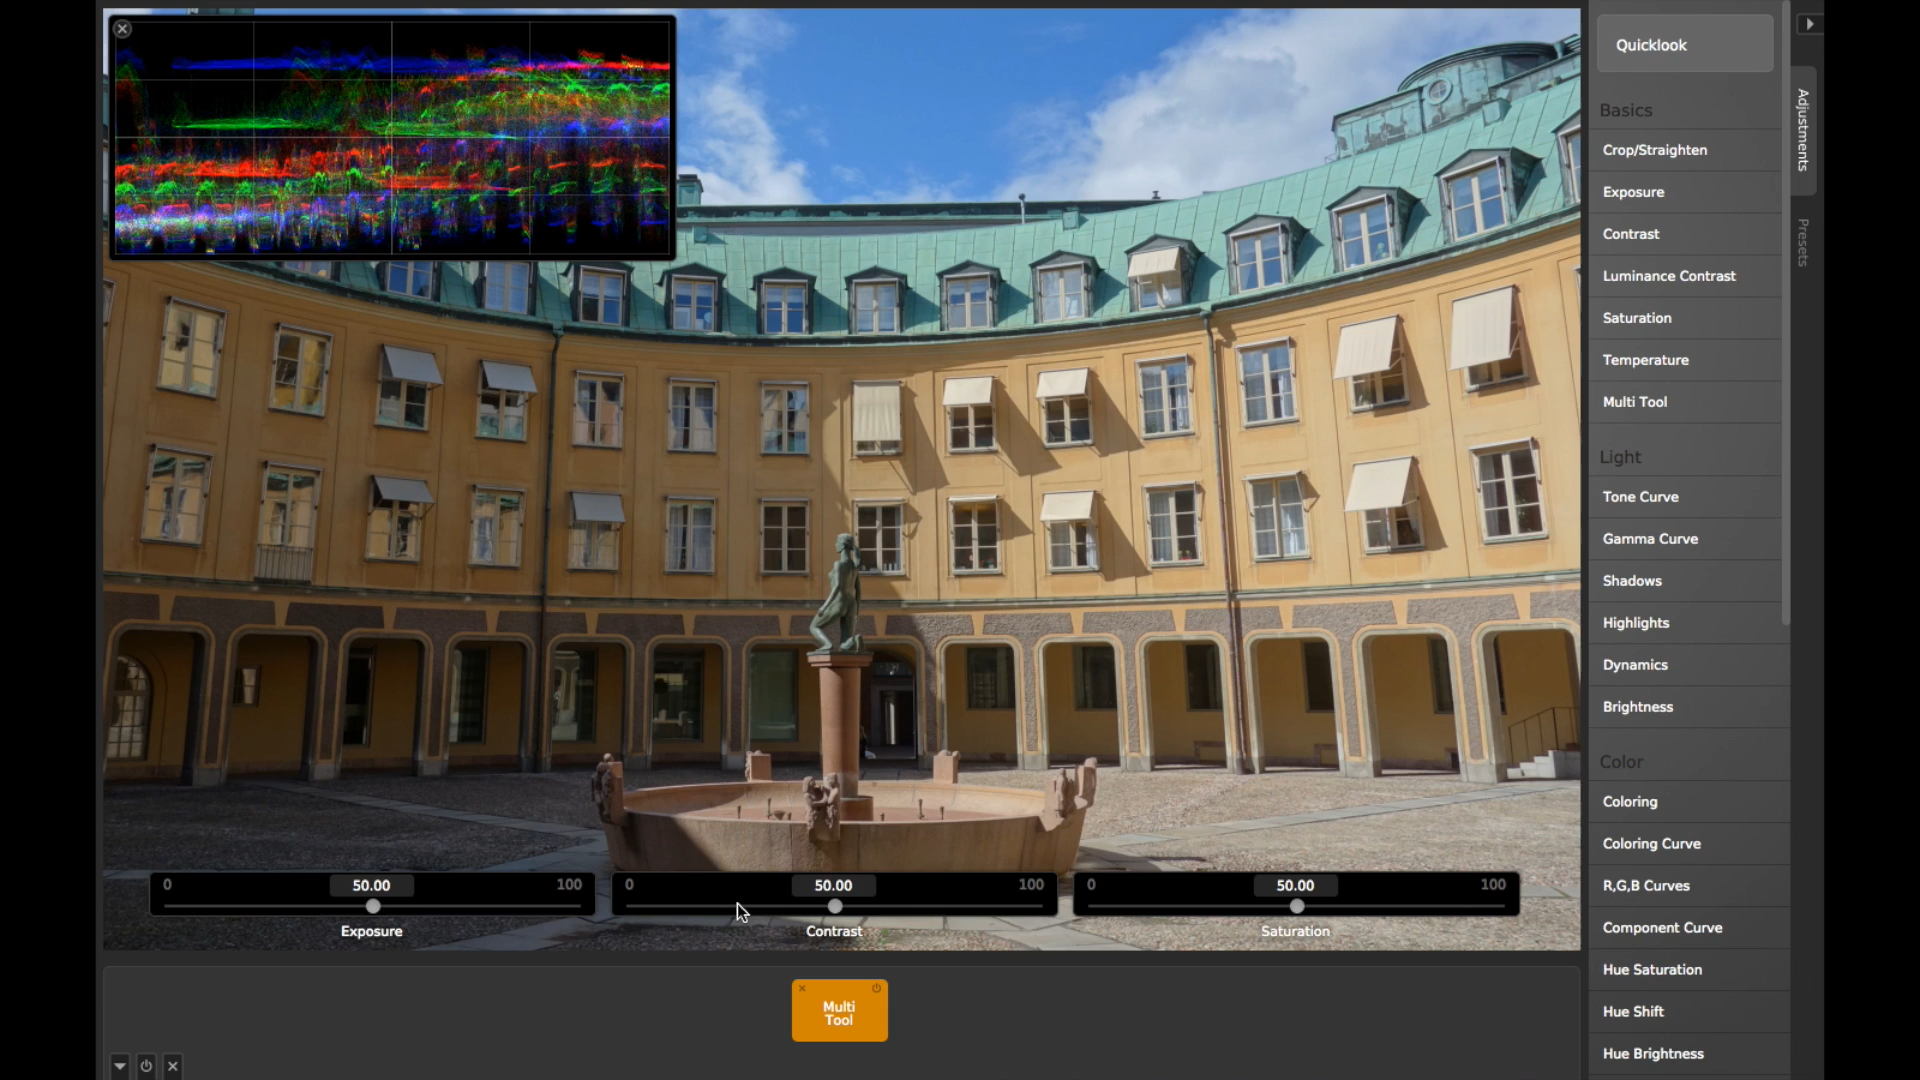 Quicklook
Basics
Crop/Straighten
Exposure
Contrast
Luminance Contrast
Saturation
Temperature
Multi Tool
Light
Tone Curve
Gamma Curve
Shadows
Highlights
Dynamics
Brightness
Color
Coloring
Coloring Curve
R,G,B Curves
Component Curve
Hue Saturation
Hue Shift
Hue Brightness
Adjustments
Presets
0 50.00 100
Exposure
0 50.00 100
Contrast
0 50.00 100
Saturation
Multi
Tool